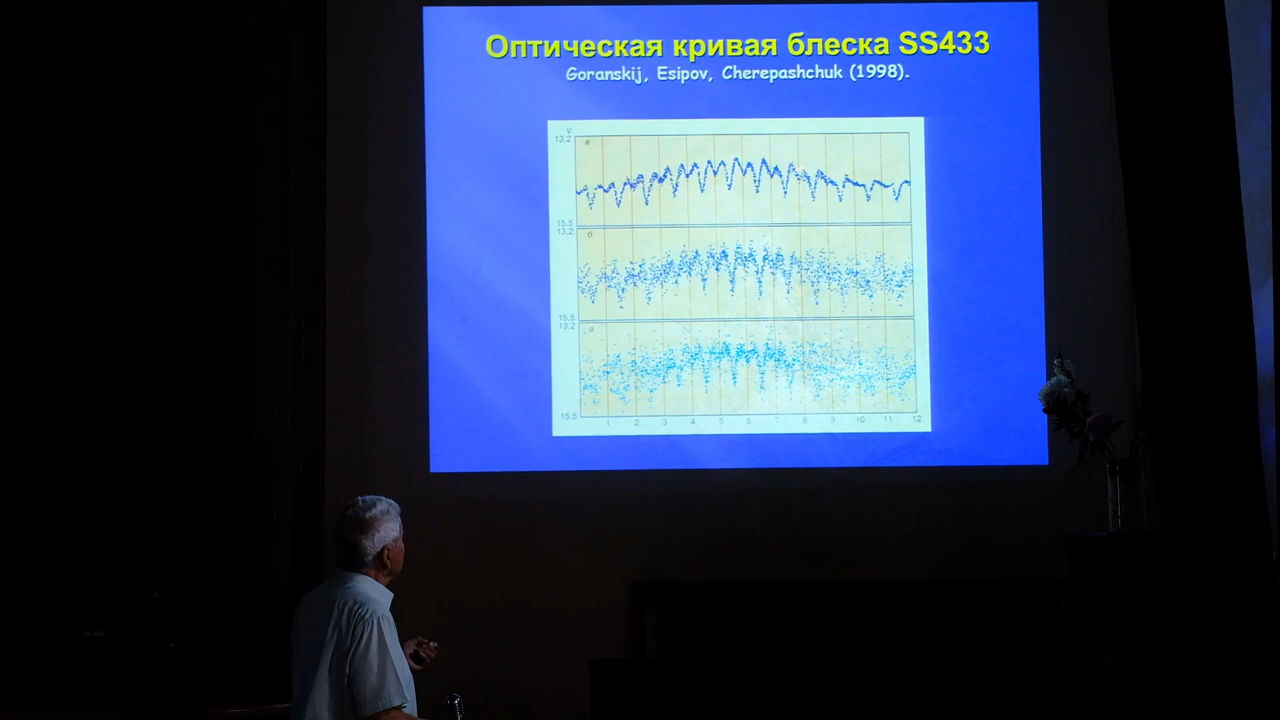 Оптическая кривая блеска SS433
Goranskij, Esipov, Cherepashchuk (1998).
V
13.2
15.5
13.2
б
15.5
13.2
15.5
1 2 3 4 5 6 7 8 9 10 11 12